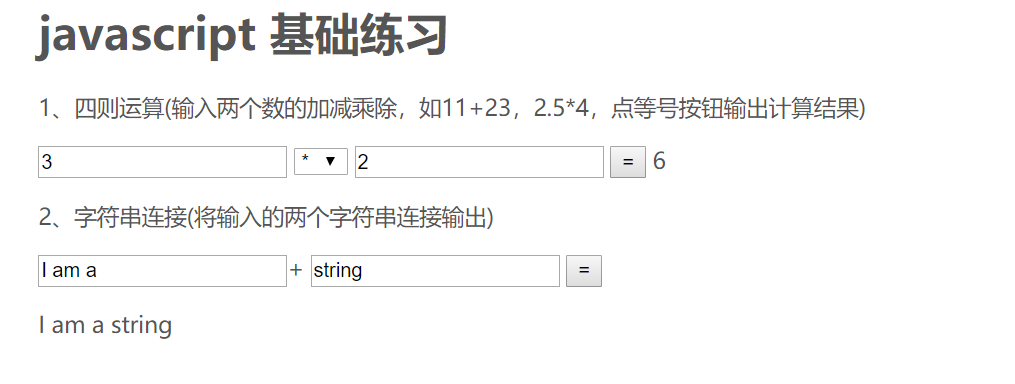 javascript 基础练习
1、四则运算(输入两个数的加减乘除，如11+23，2.5*4，点等号按钮输出计算结果)
3 * ▼ 2 = 6
2、字符串连接(将输入的两个字符串连接输出)
I am a + string =
I am a string